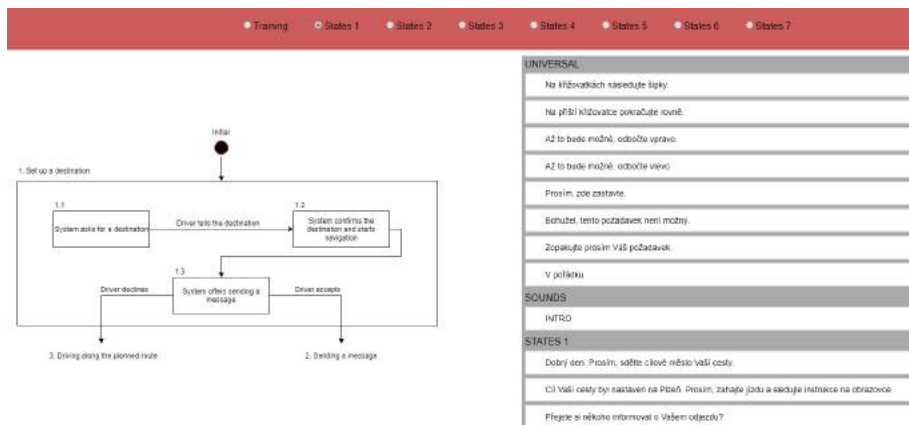 Training States 1 States 2 States 3 States 4 States 5 States 6 States 7
Initial
1. Set up a destination
1.1
System asks for a destination
Driver tells the destination
1.2
System confirms the
destination and starts
navigation
1.3
System offers sending a
message
Driver declines
Driver accepts
3. Driving along the planned route
2. Sending a message
UNIVERSAL
Na křižovatkách následujte šipky.
Na příští křižovatce pokračujte rovně.
Až to bude možné, odbočte vpravo.
Až to bude možné, odbočte vlevo.
Prosím, zde zastavte.
Bohužel, tento požadavek není možný.
Zopakujte prosím Váš požadavek.
V pořádku
SOUNDS
INTRO
STATES 1
Dobrý den. Prosím, sdělte cílové město Vaší cesty.
Cíl Vaší cesty byl nastaven na Plzeň. Prosím, zahajte jízdu a sledujte instrukce na obrazovce
Přejete si někoho informovat o Vašem odjezdu?